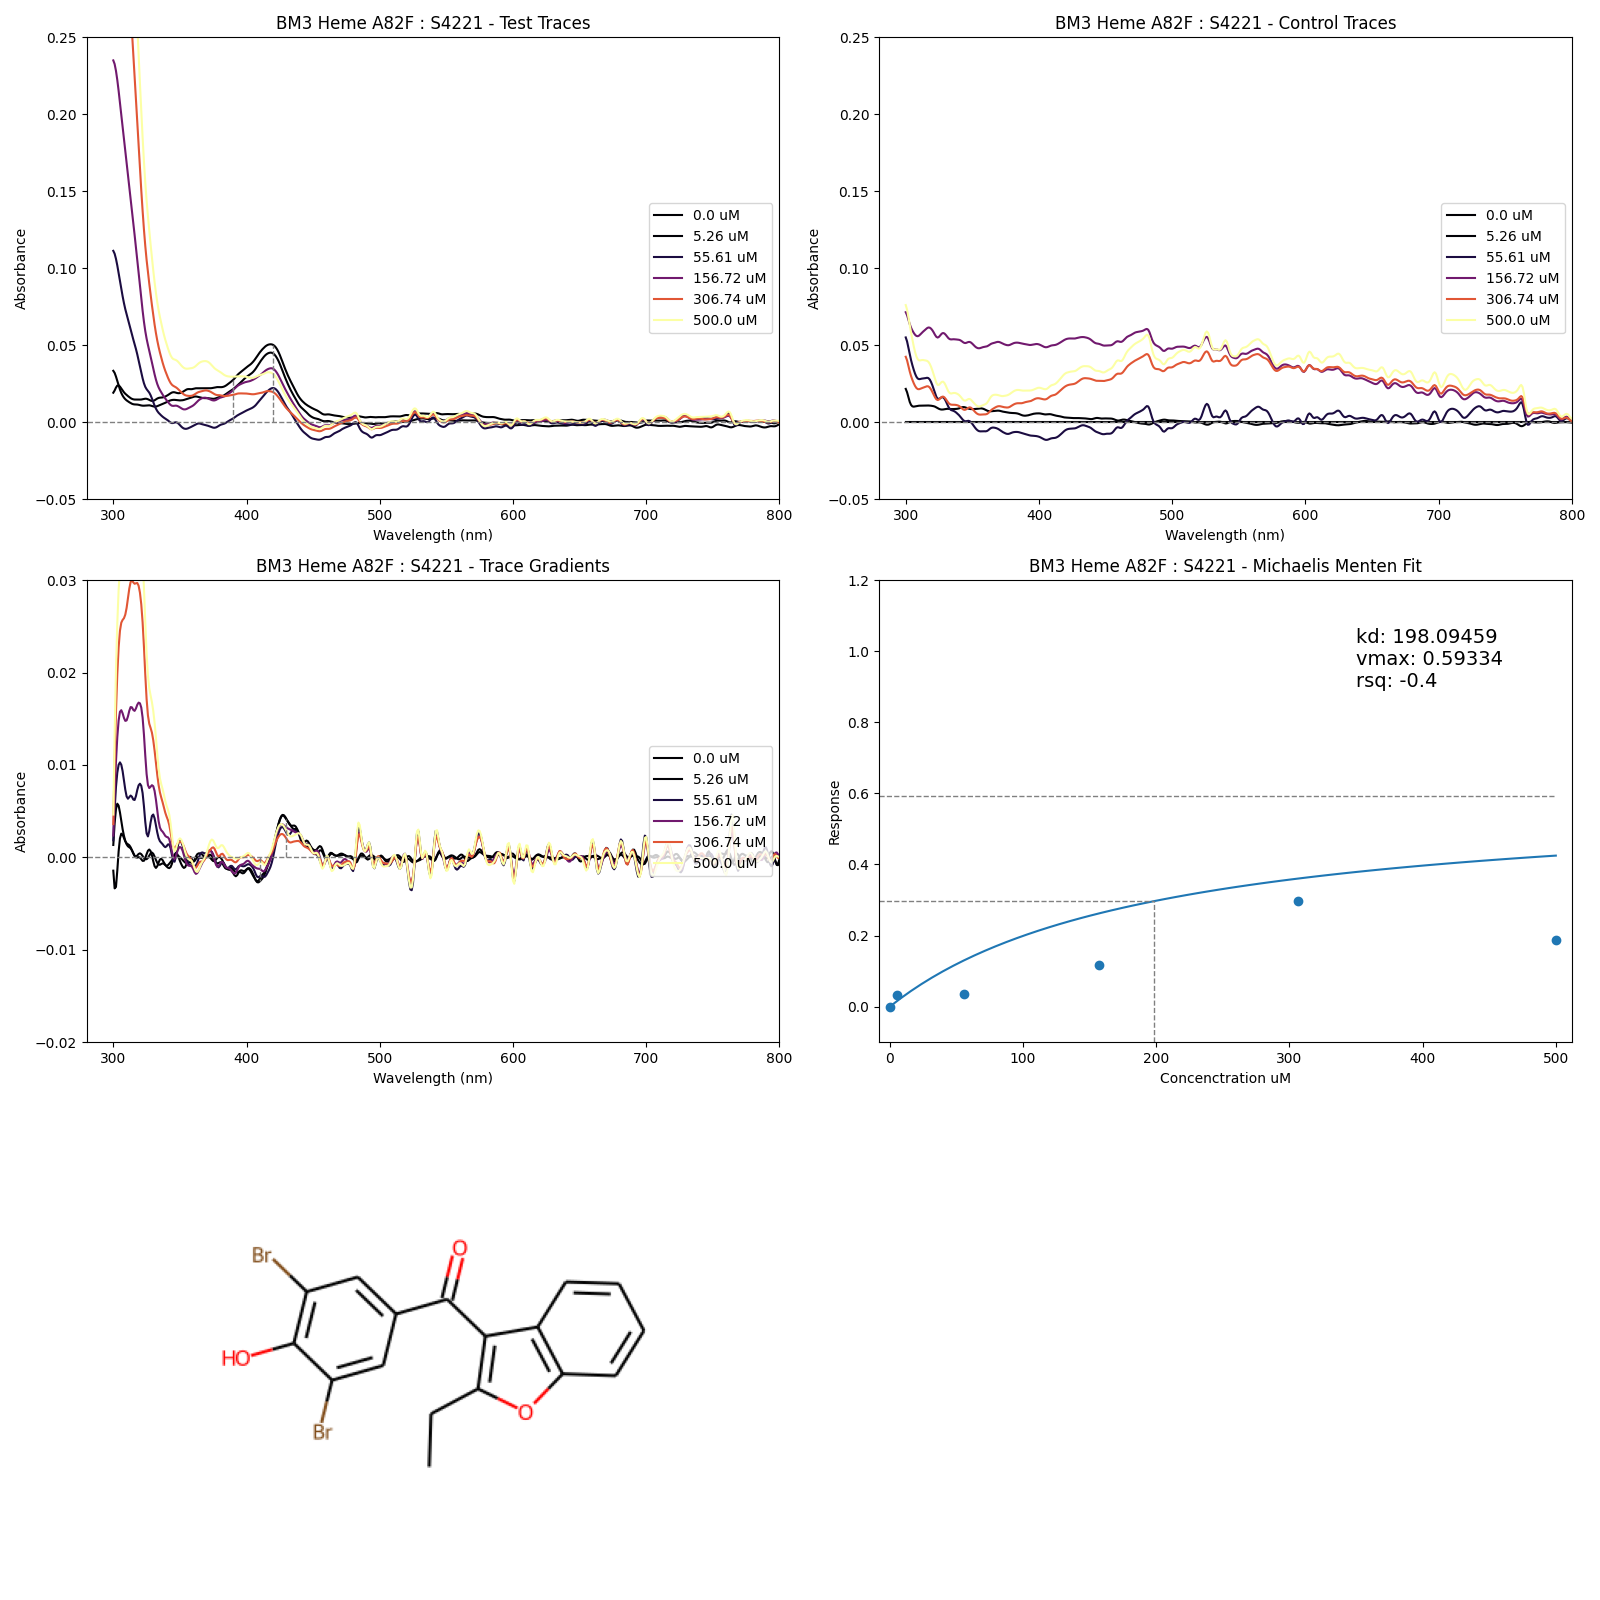 BM3 Heme A82F : S4221 - Test Traces
0.25
0.20
0.15
0.10
0.05
0.00
−0.05
Absorbance
300 400 500 600 700 800
Wavelength (nm)
0.0 uM
5.26 uM
55.61 uM
156.72 uM
306.74 uM
500.0 uM
BM3 Heme A82F : S4221 - Control Traces
0.25
0.20
0.15
0.10
0.05
0.00
−0.05
Absorbance
300 400 500 600 700 800
Wavelength (nm)
0.0 uM
5.26 uM
55.61 uM
156.72 uM
306.74 uM
500.0 uM
BM3 Heme A82F : S4221 - Trace Gradients
0.03
0.02
0.01
0.00
−0.01
−0.02
Absorbance
300 400 500 600 700 800
Wavelength (nm)
0.0 uM
5.26 uM
55.61 uM
156.72 uM
306.74 uM
500.0 uM
BM3 Heme A82F : S4221 - Michaelis Menten Fit
1.2
1.0
0.8
0.6
0.4
0.2
0.0
Response
kd: 198.09459
vmax: 0.59334
rsq: -0.4
0 100 200 300 400 500
Concenctration uM
Br
O
HO
O
Br